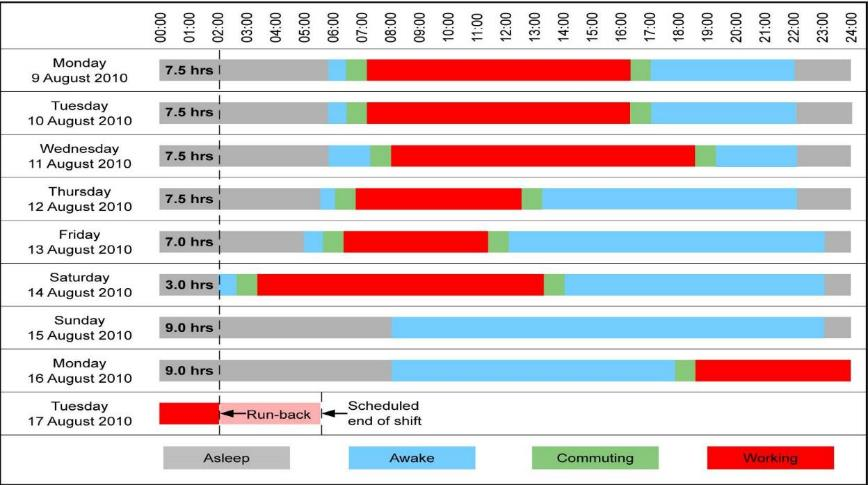 00:00 01:00 02:00 03:00 04:00 05:00 06:00 07:00 08:00 09:00 10:00 11:00 12:00 13:00 14:00 15:00 16:00 17:00 18:00 19:00 20:00 21:00 22:00 23:00 24:00
Monday
9 August 2010
7.5 hrs
Tuesday
10 August 2010
7.5 hrs
Wednesday
11 August 2010
7.5 hrs
Thursday
12 August 2010
7.5 hrs
Friday
13 August 2010
7.0 hrs
Saturday
14 August 2010
3.0 hrs
Sunday
15 August 2010
9.0 hrs
Monday
16 August 2010
9.0 hrs
Tuesday
17 August 2010
Run-back
Scheduled
end of shift
Asleep Awake Commuting Working